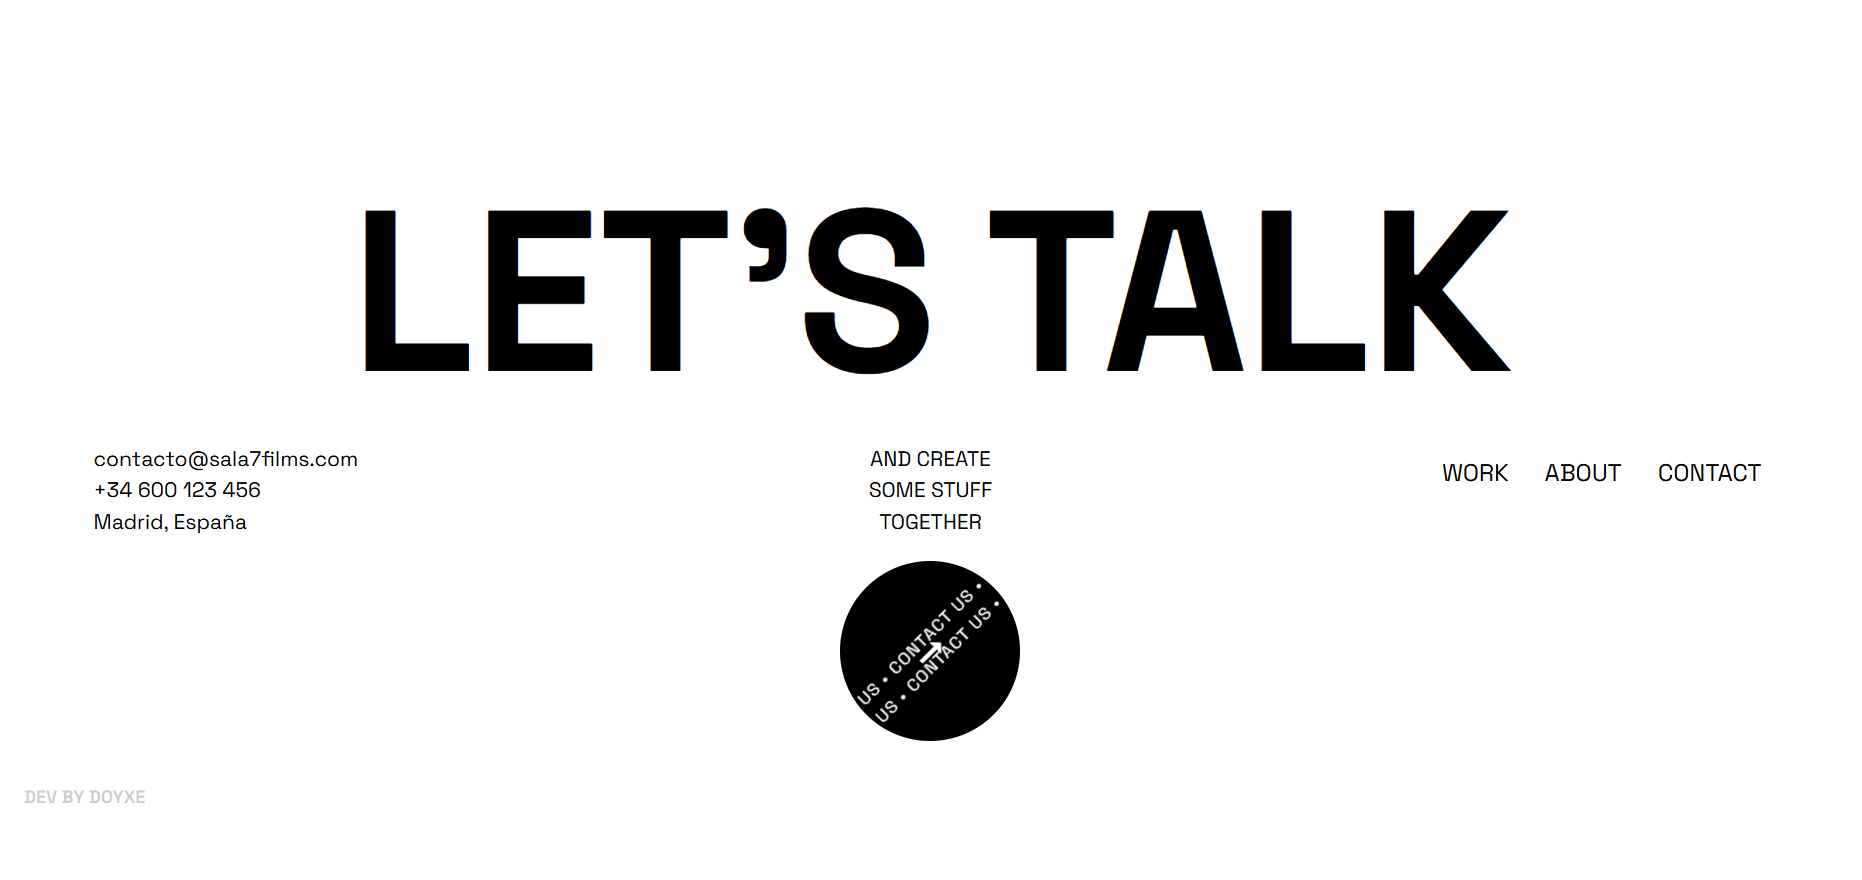 LET’S TALK
contacto@sala7films.com
+34 600 123 456
Madrid, España
AND CREATE
SOME STUFF
TOGETHER
WORK ABOUT CONTACT
US • CONTACT US •
US • CONTACT US •
DEV BY DOYXE